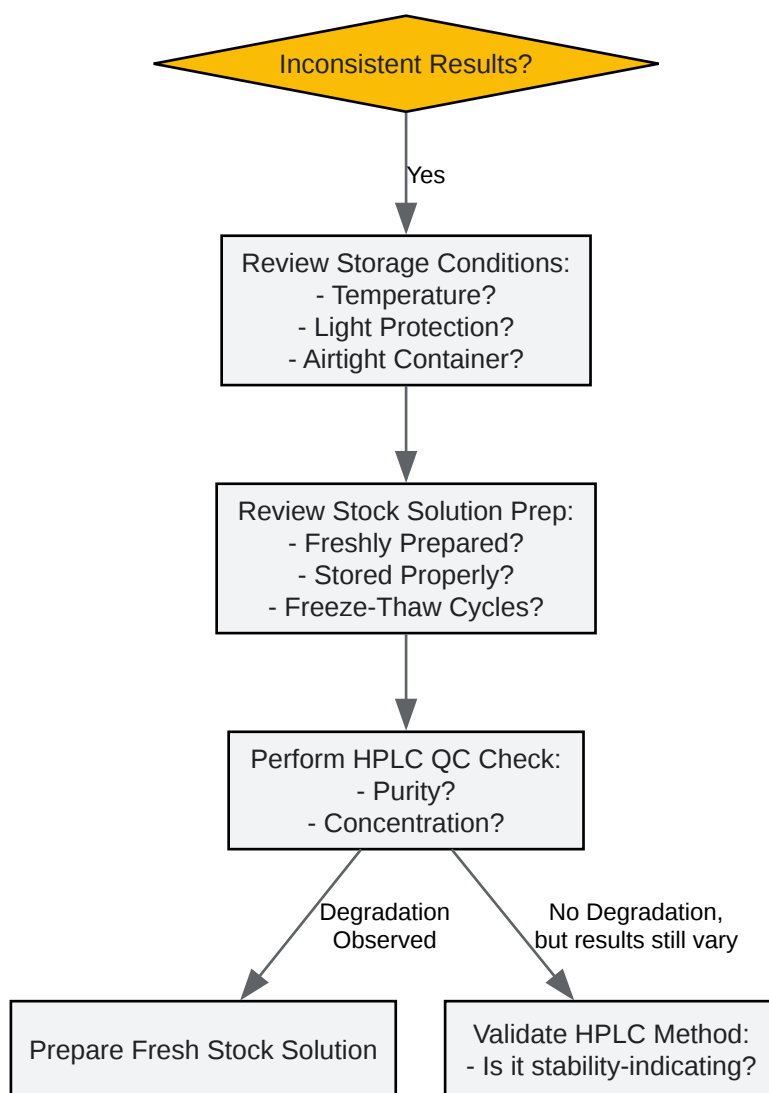 Inconsistent Results?
Yes
Review Storage Conditions:
- Temperature?
- Light Protection?
- Airtight Container?
Review Stock Solution Prep:
- Freshly Prepared?
- Stored Properly?
- Freeze-Thaw Cycles?
Perform HPLC QC Check:
- Purity?
- Concentration?
Degradation
Observed
No Degradation,
but results still vary
Prepare Fresh Stock Solution
Validate HPLC Method:
- Is it stability-indicating?